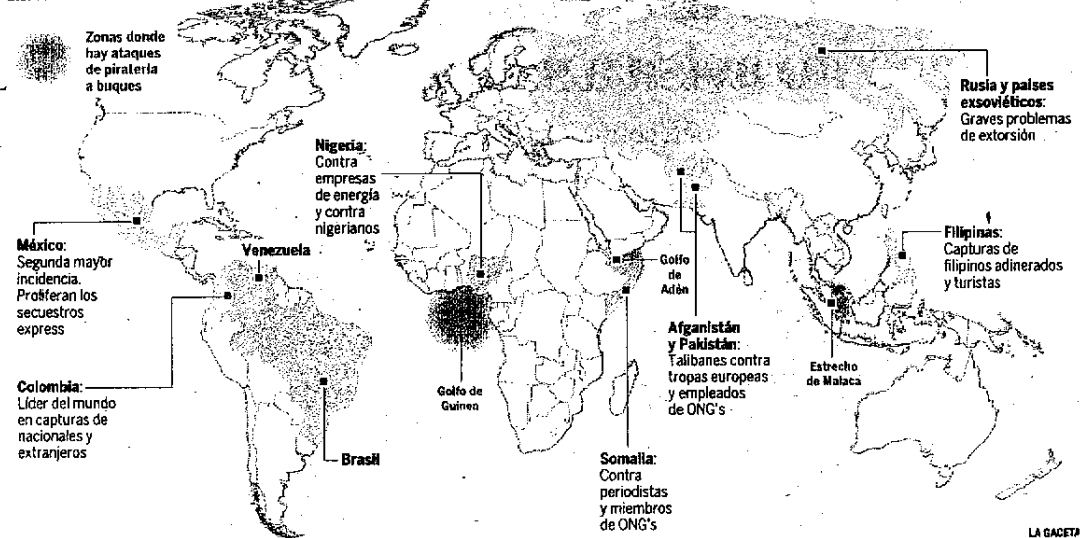 Zonas donde
hay ataques
de piratería
a buques
Rusia y países
exsoviéticos:
Graves problemas
de extorsión
Nigeria:
Contra
empresas
de energía
y contra
nigerianos
México:
Segunda mayor
incidencia.
Proliferan los
secuestros
express
Venezuela
Colombia:
Líder del mundo
en capturas de
nacionales y
extranjeros
Brasil
Golfo de
Guinea
Golfo
de
Adén
Somalia:
Contra
periodistas
y miembros
de ONG's
Afganistán
y Pakistán:
Talibanes contra
tropas europeas
y empleados
de ONG's
Estrecho
de Malaca
Filipinas:
Capturas de
filipinos adinerados
y turistas
LA GACETA